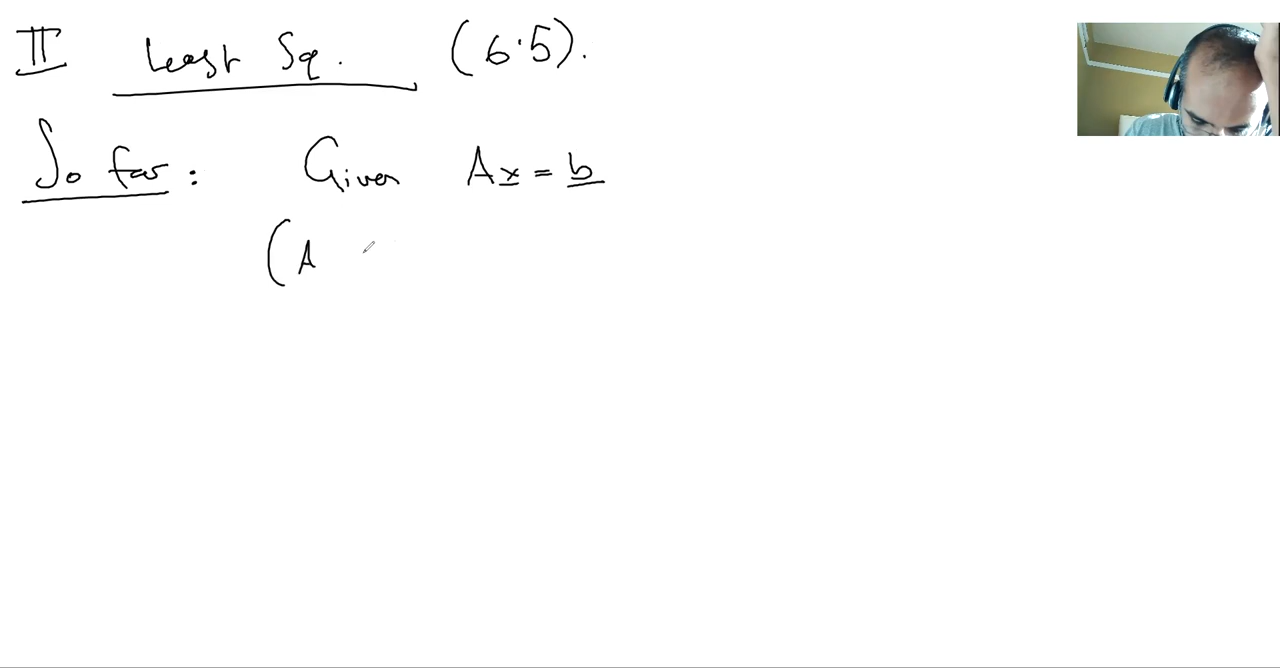 II Least Sq. (6.5).
So far: Given Ax = b
(A